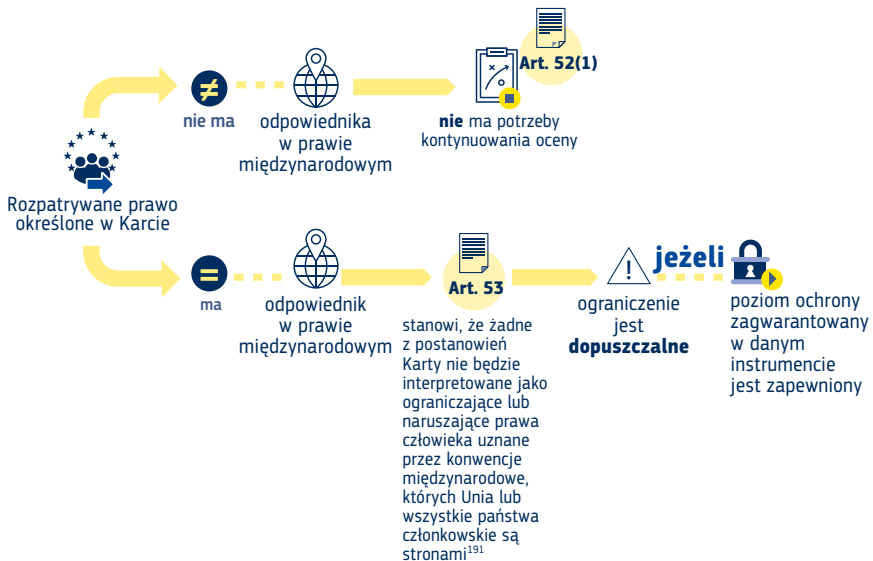 Rozpatrywane prawo
określone w Karcie
≠
nie ma
odpowiednika
w prawie
międzynarodowym
Art. 52(1)
nie ma potrzeby
kontynuowania oceny
=
ma
odpowiednik
w prawie
międzynarodowym
Art. 53
stanowi, że żadne
z postanowień
Karty nie będzie
interpretowane jako
ograniczające lub
naruszające prawa
człowieka uznane
przez konwencje
międzynarodowe,
których Unia lub
wszystkie państwa
członkowskie są
stronami¹⁹¹
!
ograniczenie
jest
dopuszczalne
jeżeli
poziom ochrony
zagwarantowany
w danym
instrumencie
jest zapewniony